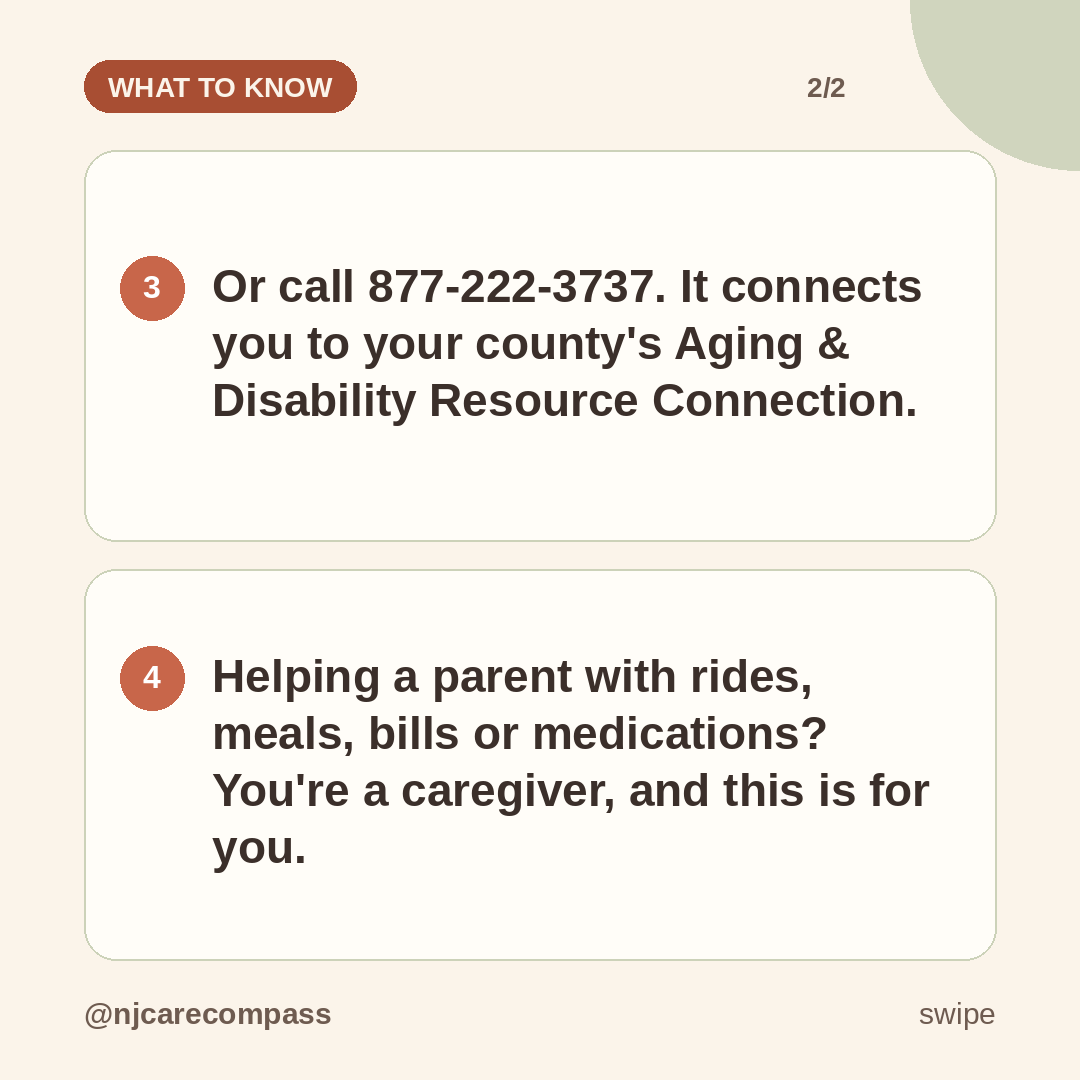 WHAT TO KNOW
2/2
3
Or call 877-222-3737. It connects
you to your county's Aging &
Disability Resource Connection.
4
Helping a parent with rides,
meals, bills or medications?
You're a caregiver, and this is for
you.
@njcarecompass
swipe